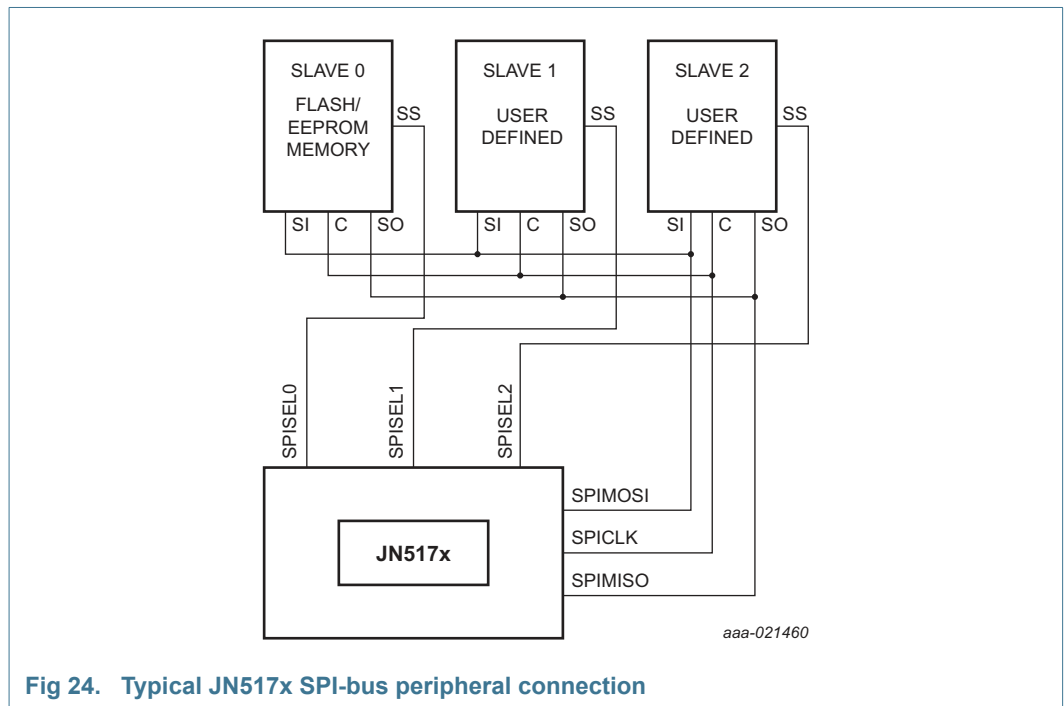 SLAVE 0
FLASH/
EEPROM
MEMORY
SS
SI C SO
SLAVE 1
USER
DEFINED
SS
SI C SO
SLAVE 2
USER
DEFINED
SS
SI C SO
SPISEL0
SPISEL1
SPISEL2
JN517x
SPIMOSI
SPICLK
SPIMISO
aaa-021460
Fig 24. Typical JN517x SPI-bus peripheral connection